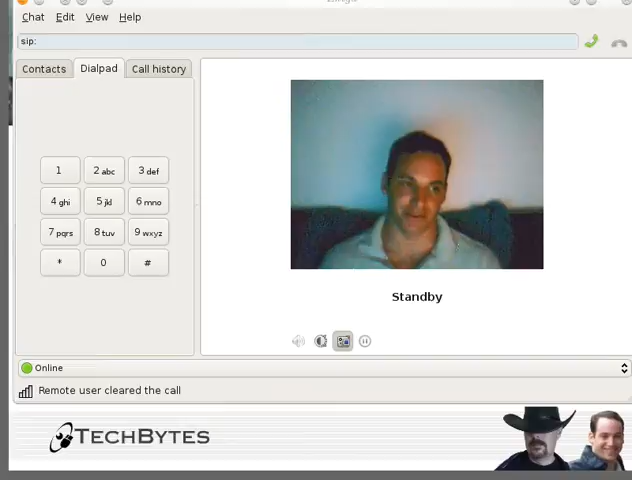 Chat Edit View Help
sip:
Contacts Dialpad Call history
1 2 abc 3 def
4 ghi 5 jkl 6 mno
7 pqrs 8 tuv 9 wxyz
* 0 #
Standby
Online
Remote user cleared the call
TECHBYTES